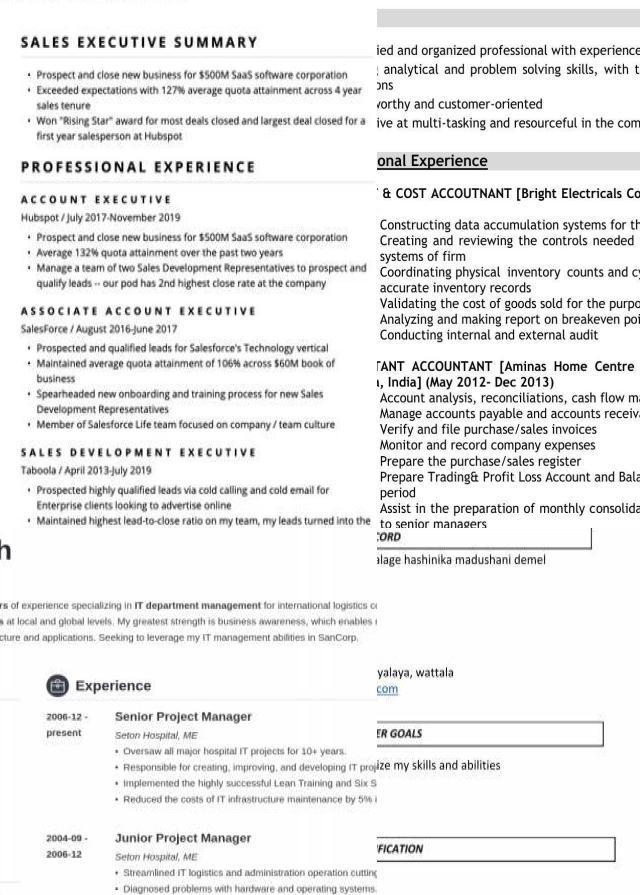 SALES EXECUTIVE SUMMARY
• Prospect and close new business for $500M SaaS software corporation
• Exceeded expectations with 127% average quota attainment across 4 year
sales tenure
• Won "Rising Star" award for most deals closed and largest deal closed for a
first year salesperson at Hubspot
PROFESSIONAL EXPERIENCE
ACCOUNT EXECUTIVE
Hubspot / July 2017-November 2019
• Prospect and close new business for $500M SaaS software corporation
• Average 132% quota attainment over the past two years
• Manage a team of two Sales Development Representatives to prospect and
qualify leads -- our pod has 2nd highest close rate at the company
ASSOCIATE ACCOUNT EXECUTIVE
SalesForce / August 2016-June 2017
• Prospected and qualified leads for Salesforce's Technology vertical
• Maintained average quota attainment of 106% across $60M book of
business
• Spearheaded new onboarding and training process for new Sales
Development Representatives
• Member of Salesforce Life team focused on company / team culture
SALES DEVELOPMENT EXECUTIVE
Taboola / April 2013-July 2019
• Prospected highly qualified leads via cold calling and cold email for
Enterprise clients looking to advertise online
• Maintained highest lead-to-close ratio on my team, my leads turned into the
ied and organized professional with experience
analytical and problem solving skills, with t
ons
vorthy and customer-oriented
ive at multi-tasking and resourceful in the com
onal Experience
& COST ACCOUTNANT [Bright Electricals Co
Constructing data accumulation systems for th
Creating and reviewing the controls needed
systems of firm
Coordinating physical inventory counts and cy
accurate inventory records
Validating the cost of goods sold for the purpo
Analyzing and making report on breakeven poi
Conducting internal and external audit
TANT ACCOUNTANT [Aminas Home Centre
, India] (May 2012- Dec 2013)
Account analysis, reconciliations, cash flow ma
Manage accounts payable and accounts receiva
Verify and file purchase/sales invoices
Monitor and record company expenses
Prepare the purchase/sales register
Prepare Trading& Profit Loss Account and Bala
period
Assist in the preparation of monthly consolida
to senior managers
h
rs of experience specializing in IT department management for international logistics c
s at local and global levels. My greatest strength is business awareness, which enables
cture and applications. Seeking to leverage my IT management abilities in SanCorp.
Experience
2006-12 -
present
Senior Project Manager
Seton Hospital, ME
• Oversaw all major hospital IT projects for 10+ years.
• Responsible for creating, improving, and developing IT proj
• Implemented the highly successful Lean Training and Six S
• Reduced the costs of IT infrastructure maintenance by 5% i
2004-09 -
2006-12
Junior Project Manager
Seton Hospital, ME
• Streamlined IT logistics and administration operation cutting
• Diagnosed problems with hardware and operating systems.
CORD
alage hashinika madushani demel
yalaya, wattala
com
ER GOALS
ize my skills and abilities
FICATION